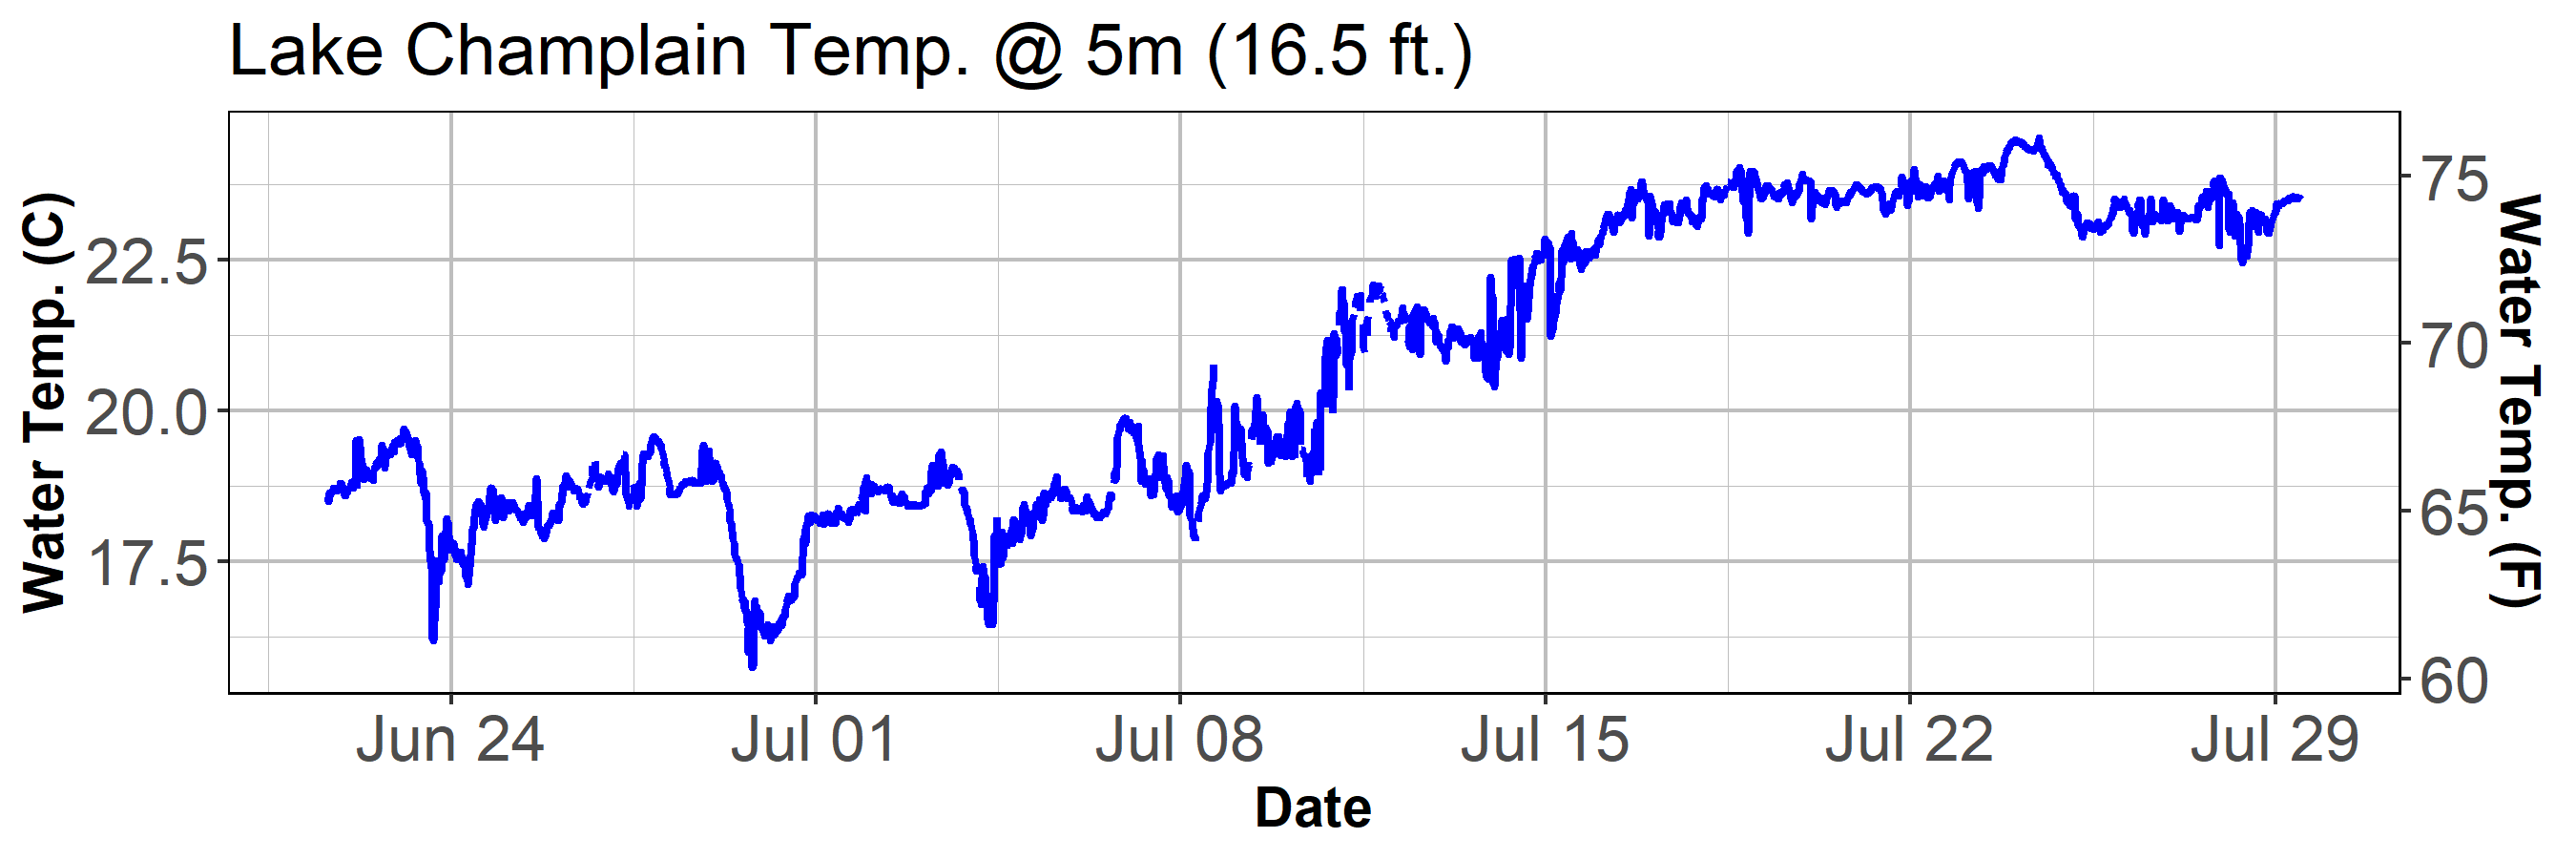 Lake Champlain Temp. @ 5m (16.5 ft.)
Water Temp. (C)
22.5
20.0
17.5
75
70
65
60
Water Temp. (F)
Jun 24 Jul 01 Jul 08 Jul 15 Jul 22 Jul 29
Date